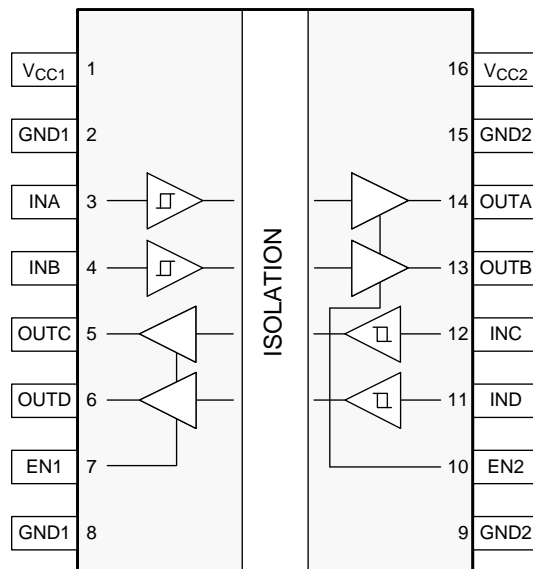 VCC1 1 16 VCC2
GND1 2 15 GND2
INA 3 14 OUTA
INB 4 13 OUTB
ISOLATION
OUTC 5 12 INC
OUTD 6 11 IND
EN1 7 10 EN2
GND1 8 9 GND2